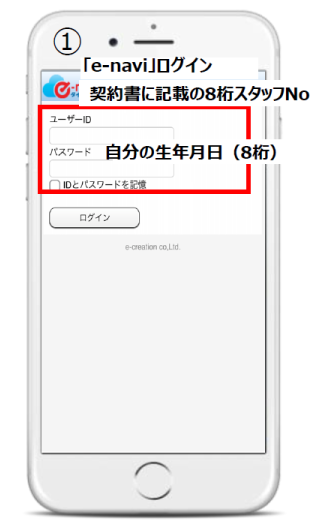 ①
「e-navi」ログイン
契約書に記載の8桁スタッフNo
ユーザーID
パスワード 自分の生年月日（8桁）
IDとパスワードを記憶
ログイン
e-creation co,Ltd.